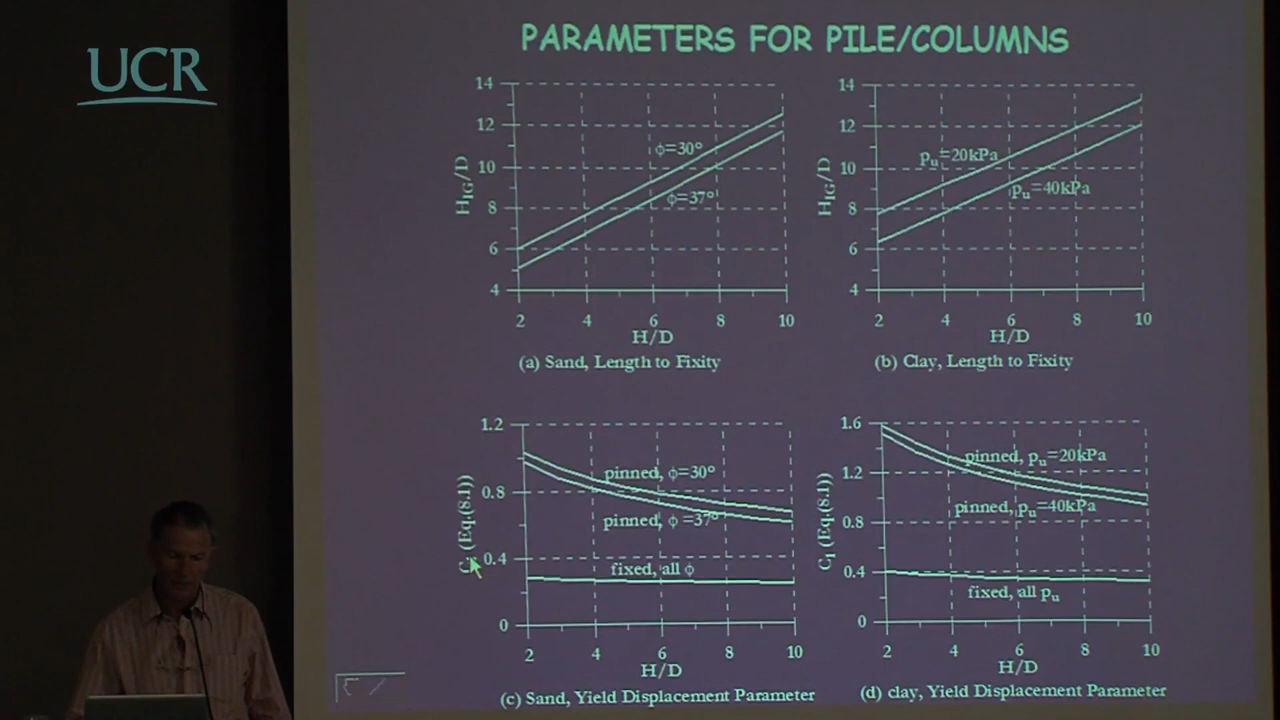 UCR
PARAMETERS FOR PILE/COLUMNS
14
12
10
8
6
4
H_IG/D
ϕ=30°
ϕ=37°
2 4 6 8 10
H/D
(a) Sand, Length to Fixity
14
12
10
8
6
4
H_IG/D
p_u=20kPa
p_u=40kPa
2 4 6 8 10
H/D
(b) Clay, Length to Fixity
1.2
0.8
0.4
0
(Eq.(8.1))
pinned, ϕ=30°
pinned, ϕ=37°
fixed, all ϕ
2 4 6 8 10
H/D
(c) Sand, Yield Displacement Parameter
1.6
1.2
0.8
0.4
0
C_1 (Eq.(8.1))
pinned, p_u=20kPa
pinned, p_u=40kPa
fixed, all p_u
2 4 6 8 10
H/D
(d) clay, Yield Displacement Parameter